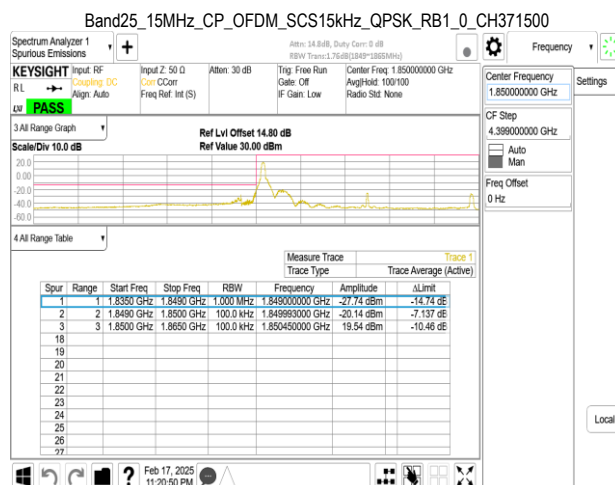 Band25_15MHz_CP_OFDM_SCS15kHz_QPSK_RB1_0_CH371500
Spectrum Analyzer 1
Spurious Emissions
Attn: 14.8dB, Duty Corr: 0 dB
RBW Trans:1.76dB(1849~1865MHz)
Frequency
KEYSIGHT
RL
LXI
PASS
Input: RF
Coupling: DC
Align: Auto
Input Z: 50 Ω
Corr CCorr
Freq Ref: Int (S)
Atten: 30 dB
Trig: Free Run
Gate: Off
IF Gain: Low
Center Freq: 1.850000000 GHz
Avg|Hold: 100/100
Radio Std: None
Center Frequency
1.850000000 GHz
Settings
CF Step
4.399000000 GHz
Auto
Man
Freq Offset
0 Hz
3 All Range Graph
Scale/Div 10.0 dB
Ref Lvl Offset 14.80 dB
Ref Value 30.00 dBm
20.0
0.00
-20.0
-40.0
-60.0
4 All Range Table
Measure Trace Trace 1
Trace Type Trace Average (Active)
Spur Range Start Freq Stop Freq RBW Frequency Amplitude ΔLimit
1 1 1.8350 GHz 1.8490 GHz 1.000 MHz 1.849000000 GHz -27.74 dBm -14.74 dB
2 2 1.8490 GHz 1.8500 GHz 100.0 kHz 1.849993000 GHz -20.14 dBm -7.137 dB
3 3 1.8500 GHz 1.8650 GHz 100.0 kHz 1.850450000 GHz 19.54 dBm -10.46 dB
18
19
20
21
22
23
24
25
26
27
Local
Feb 17, 2025
11:20:50 PM